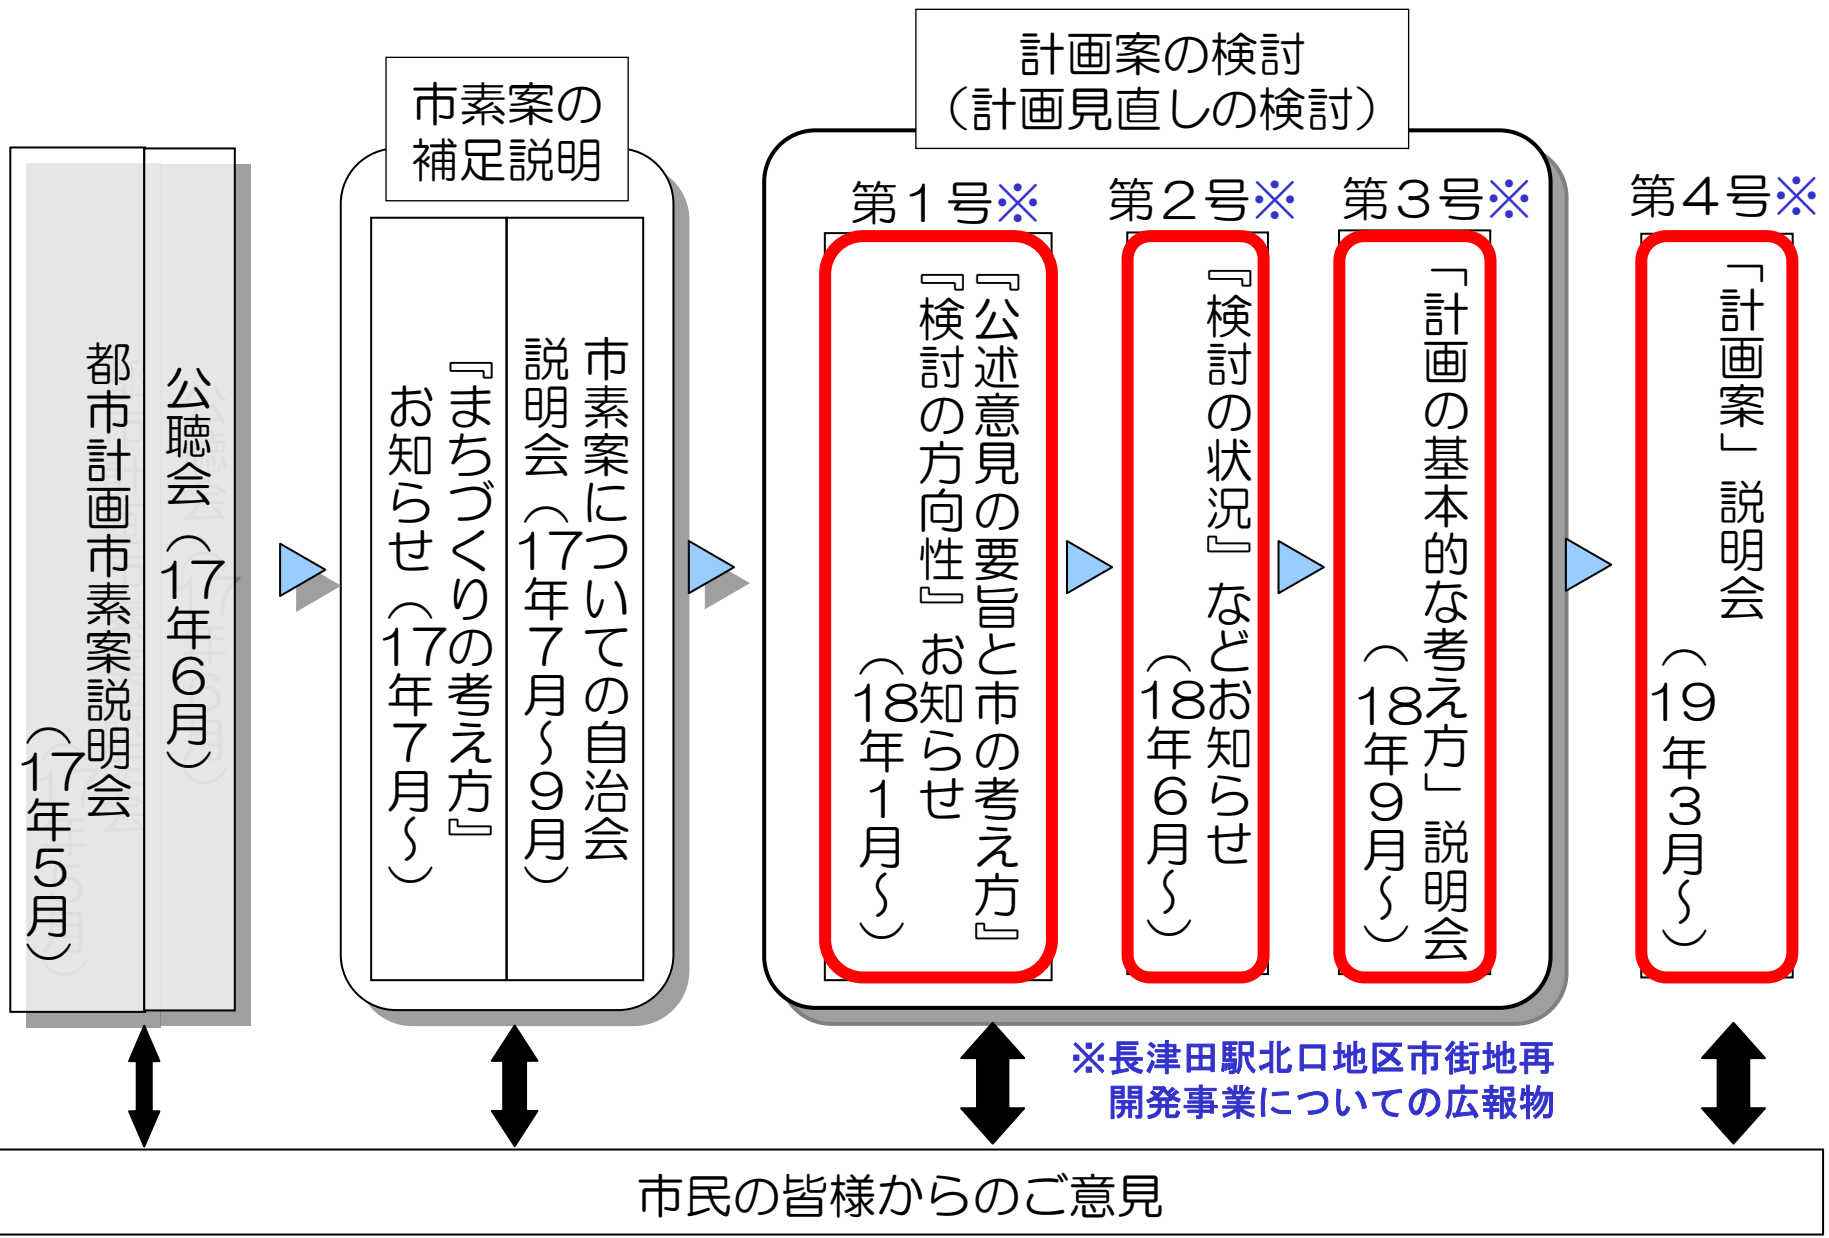 都市計画市素案説明会
（17年５月）
公聴会（17年６月）
市素案の
補足説明
市素案についての自治会
説明会（17年７月～９月）
『まちづくりの考え方』
お知らせ（17年７月～）
計画案の検討
（計画見直しの検討）
第１号※
『公述意見の要旨と市の考え方』
『検討の方向性』お知らせ
（18年１月～）
第２号※
『検討の状況』などお知らせ
（18年６月～）
第３号※
「計画の基本的な考え方」説明会
（18年９月～）
第４号※
「計画案」説明会
（19年３月～）
※長津田駅北口地区市街地再
開発事業についての広報物
市民の皆様からのご意見